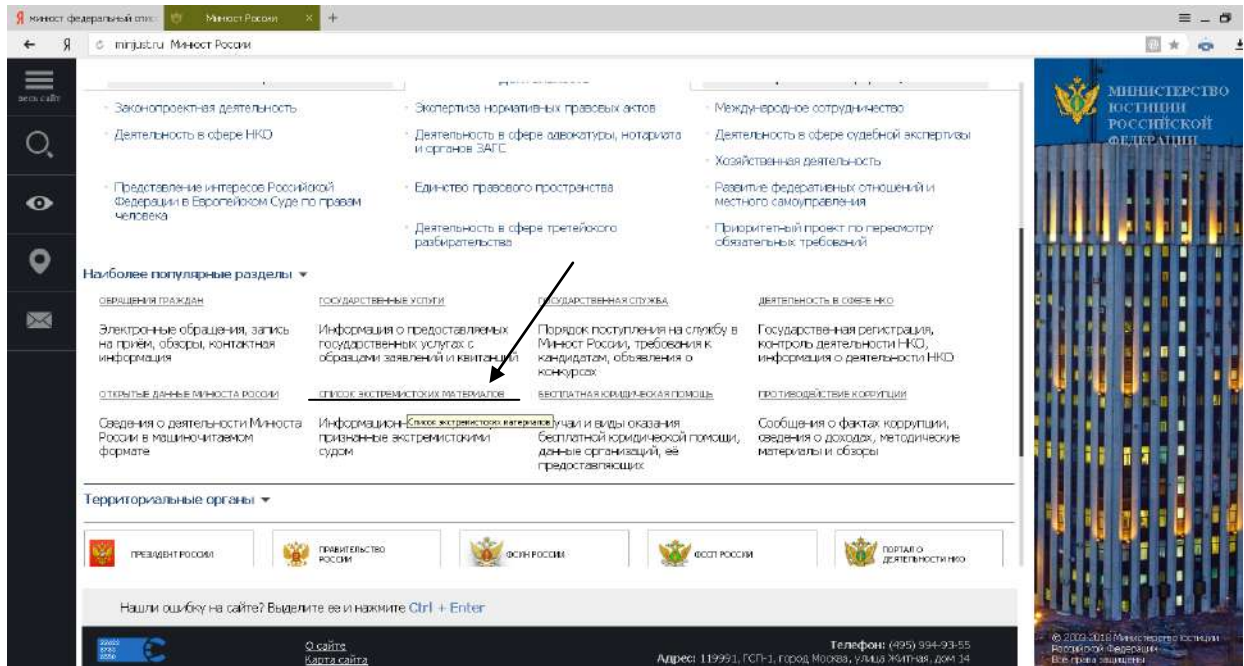 Я минюст федеральный спис
Минюст России
minjust.ru Минюст России
весь сайт
МИНИСТЕРСТВО
ЮСТИЦИИ
РОССИЙСКОЙ
ФЕДЕРАЦИИ
Законопроектная деятельность
Экспертиза нормативных правовых актов
Международное сотрудничество
Деятельность в сфере НКО
Деятельность в сфере адвокатуры, нотариата
и органов ЗАГС
Деятельность в сфере судебной экспертизы
Хозяйственная деятельность
Представление интересов Российской
Федерации в Европейском Суде по правам
человека
Единство правового пространства
Развитие федеративных отношений и
местного самоуправления
Деятельность в сфере третейского
разбирательства
Приоритетный проект по пересмотру
обязательных требований
Наиболее популярные разделы
ОБРАЩЕНИЯ ГРАЖДАН
ГОСУДАРСТВЕННЫЕ УСЛУГИ
ГОСУДАРСТВЕННАЯ СЛУЖБА
ДЕЯТЕЛЬНОСТЬ В СФЕРЕ НКО
Электронные обращения, запись
на приём, обзоры, контактная
информация
Информация о предоставляемых
государственных услугах с
образцами заявлений и квитанций
Порядок поступления на службу в
Минюст России, требования к
кандидатам, объявления о
конкурсах
Государственная регистрация,
контроль деятельности НКО,
информация о деятельности НКО
ОТКРЫТЫЕ ДАННЫЕ МИНЮСТА РОССИИ
СПИСОК ЭКСТРЕМИСТСКИХ МАТЕРИАЛОВ
БЕСПЛАТНАЯ ЮРИДИЧЕСКАЯ ПОМОЩЬ
ПРОТИВОДЕЙСТВИЕ КОРРУПЦИИ
Сведения о деятельности Минюста
России в машиночитаемом
формате
Информацион
признанные экстремистскими
судом
Список экстремистских материалов
учаи и виды оказания
бесплатной юридической помощи,
данные организаций, её
предоставляющих
Сообщения о фактах коррупции,
сведения о доходах, методические
материалы и обзоры
Территориальные органы
ПРЕЗИДЕНТ РОССИИ
ПРАВИТЕЛЬСТВО
РОССИИ
ФСИН РОССИИ
ФССП РОССИИ
ПОРТАЛ О
ДЕЯТЕЛЬНОСТИ НКО
Нашли ошибку на сайте? Выделите ее и нажмите Ctrl + Enter
О сайте
Карта сайта
Телефон: (495) 994-93-55
Адрес: 119991, ГСП-1, город Москва, улица Житная, дом 14
© 2009-2018 Министерство юстиции
Российской Федерации
Все права защищены